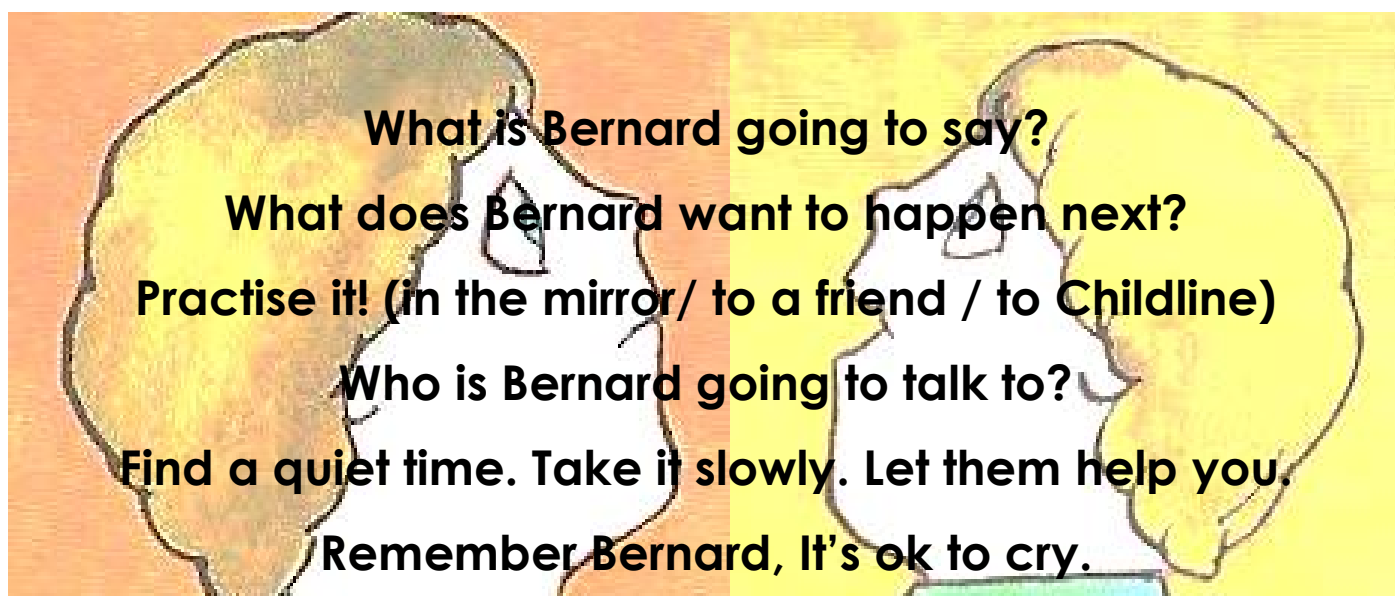 What is Bernard going to say?
What does Bernard want to happen next?
Practise it! (in the mirror/ to a friend / to Childline)
Who is Bernard going to talk to?
Find a quiet time. Take it slowly. Let them help you.
Remember Bernard, It's ok to cry.